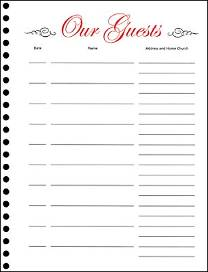 Our Guests
Date Name Address and Home Church